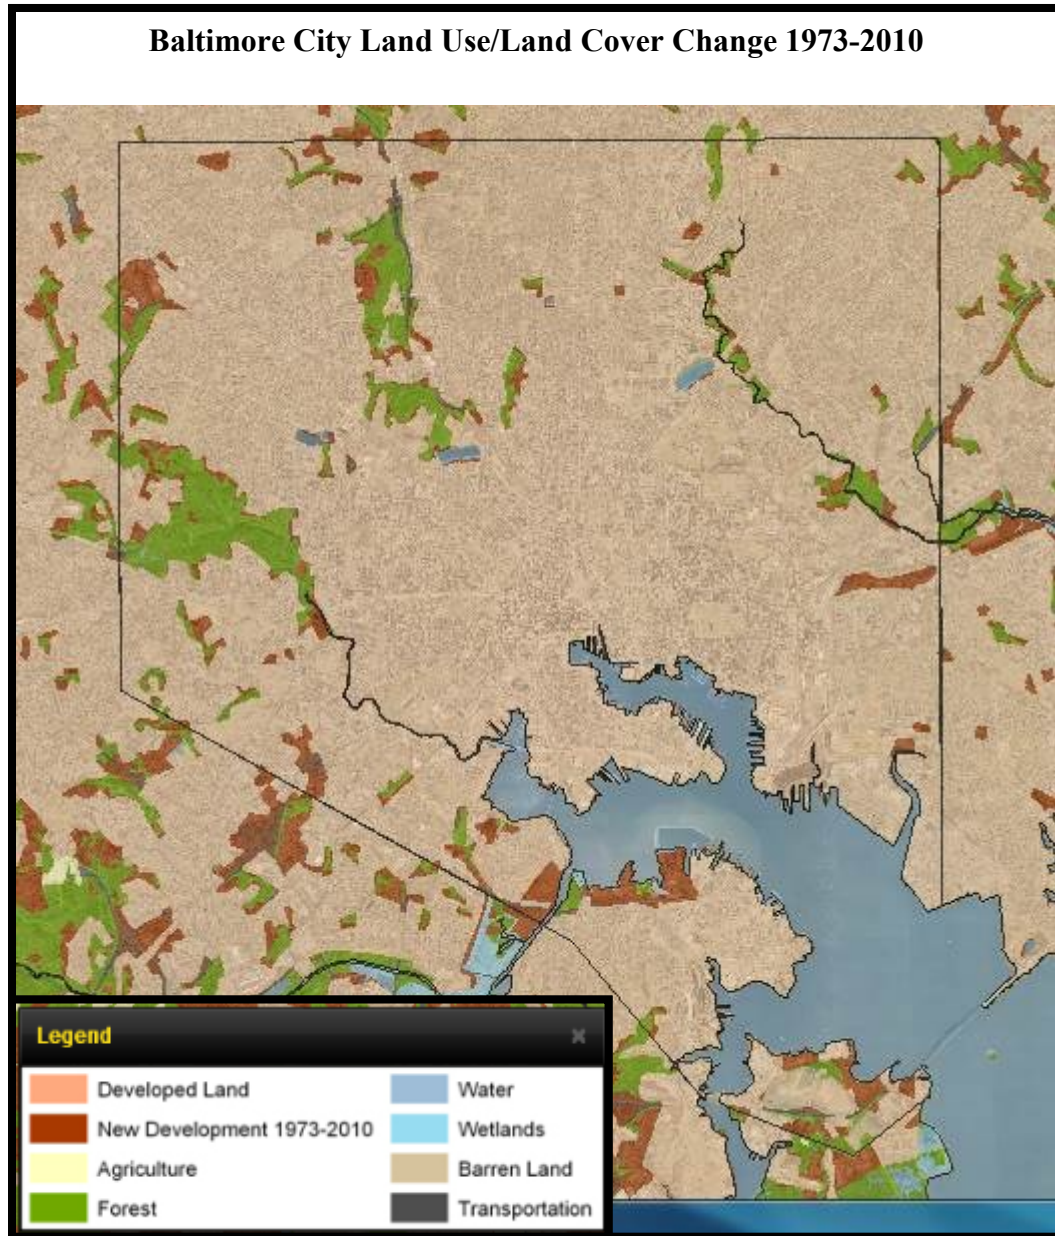 Baltimore City Land Use/Land Cover Change 1973-2010
Legend
Developed Land
New Development 1973-2010
Agriculture
Forest
Water
Wetlands
Barren Land
Transportation